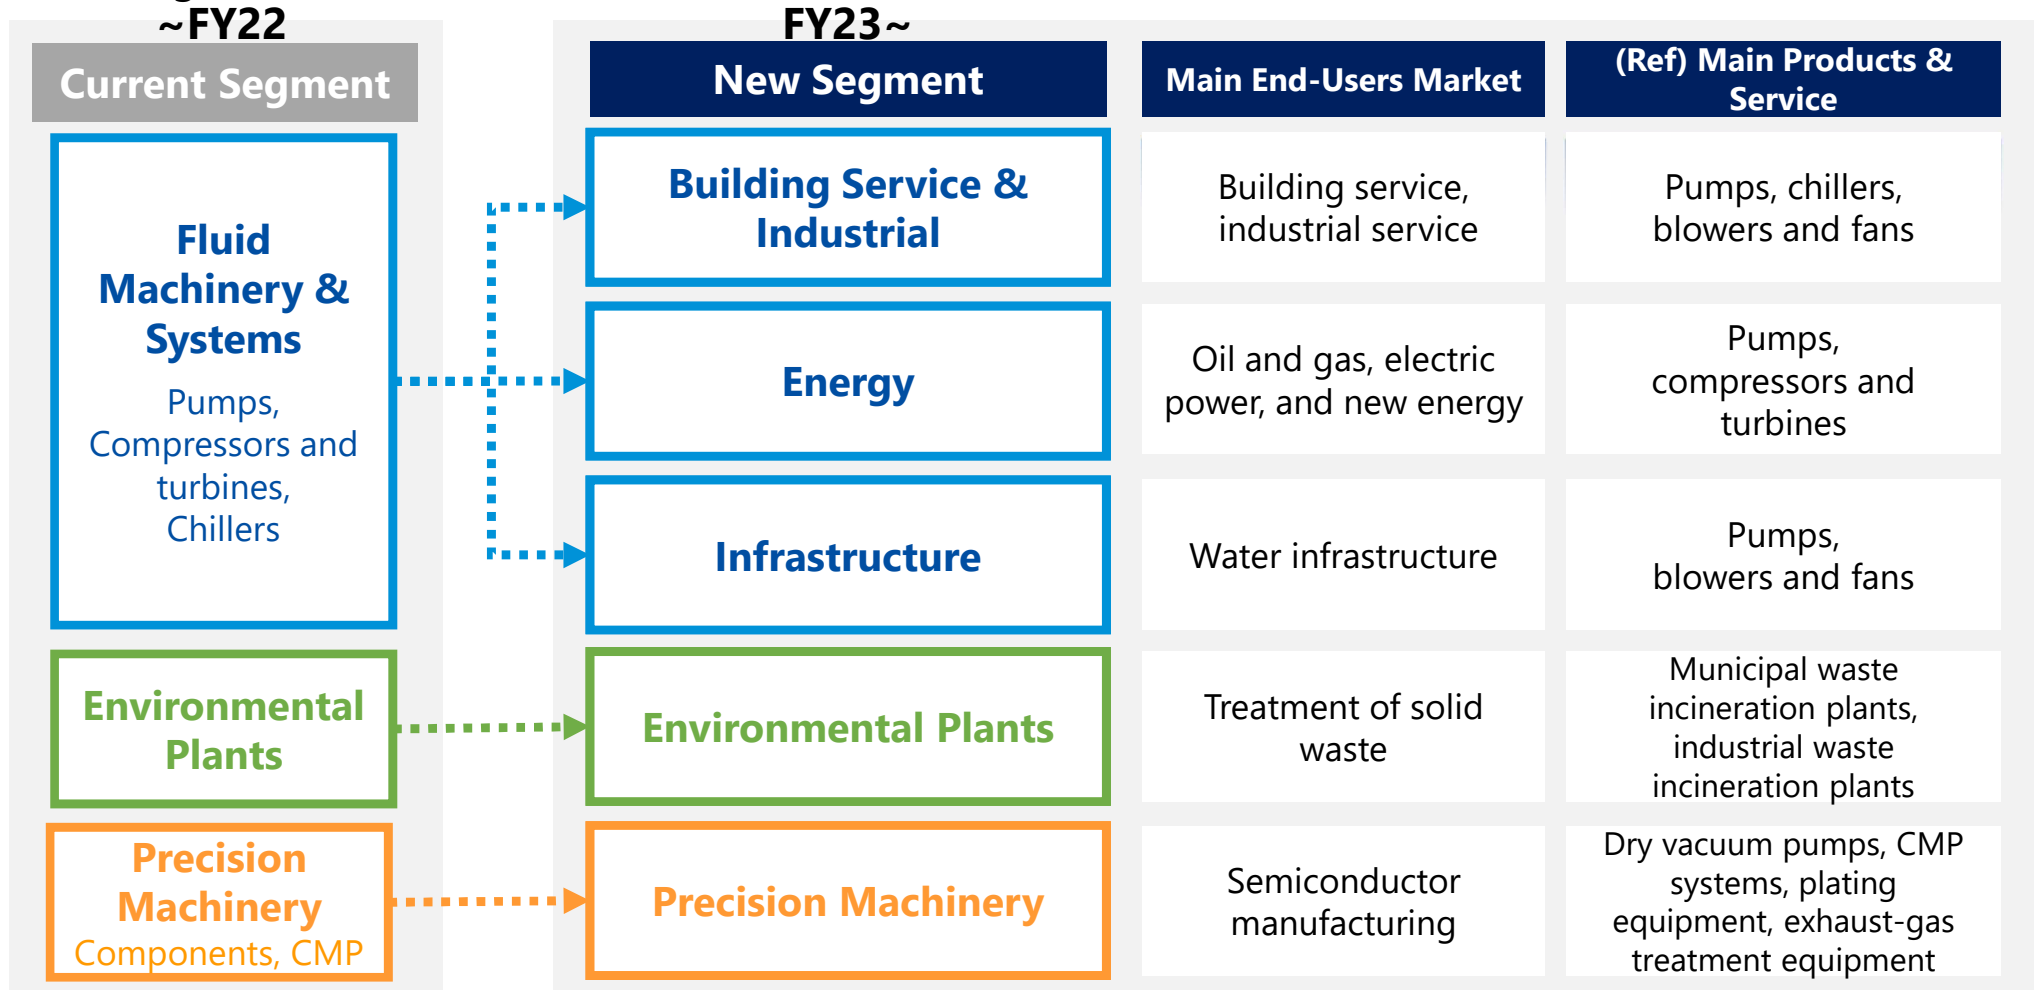 ~FY22
Current Segment
Fluid
Machinery &
Systems
Pumps,
Compressors and
turbines,
Chillers
Environmental
Plants
Precision
Machinery
Components, CMP
FY23~
New Segment
Main End-Users Market
(Ref) Main Products &
Service
Building Service &
Industrial
Building service,
industrial service
Pumps, chillers,
blowers and fans
Energy
Oil and gas, electric
power, and new energy
Pumps,
compressors and
turbines
Infrastructure
Water infrastructure
Pumps,
blowers and fans
Environmental Plants
Treatment of solid
waste
Municipal waste
incineration plants,
industrial waste
incineration plants
Precision Machinery
Semiconductor
manufacturing
Dry vacuum pumps, CMP
systems, plating
equipment, exhaust-gas
treatment equipment